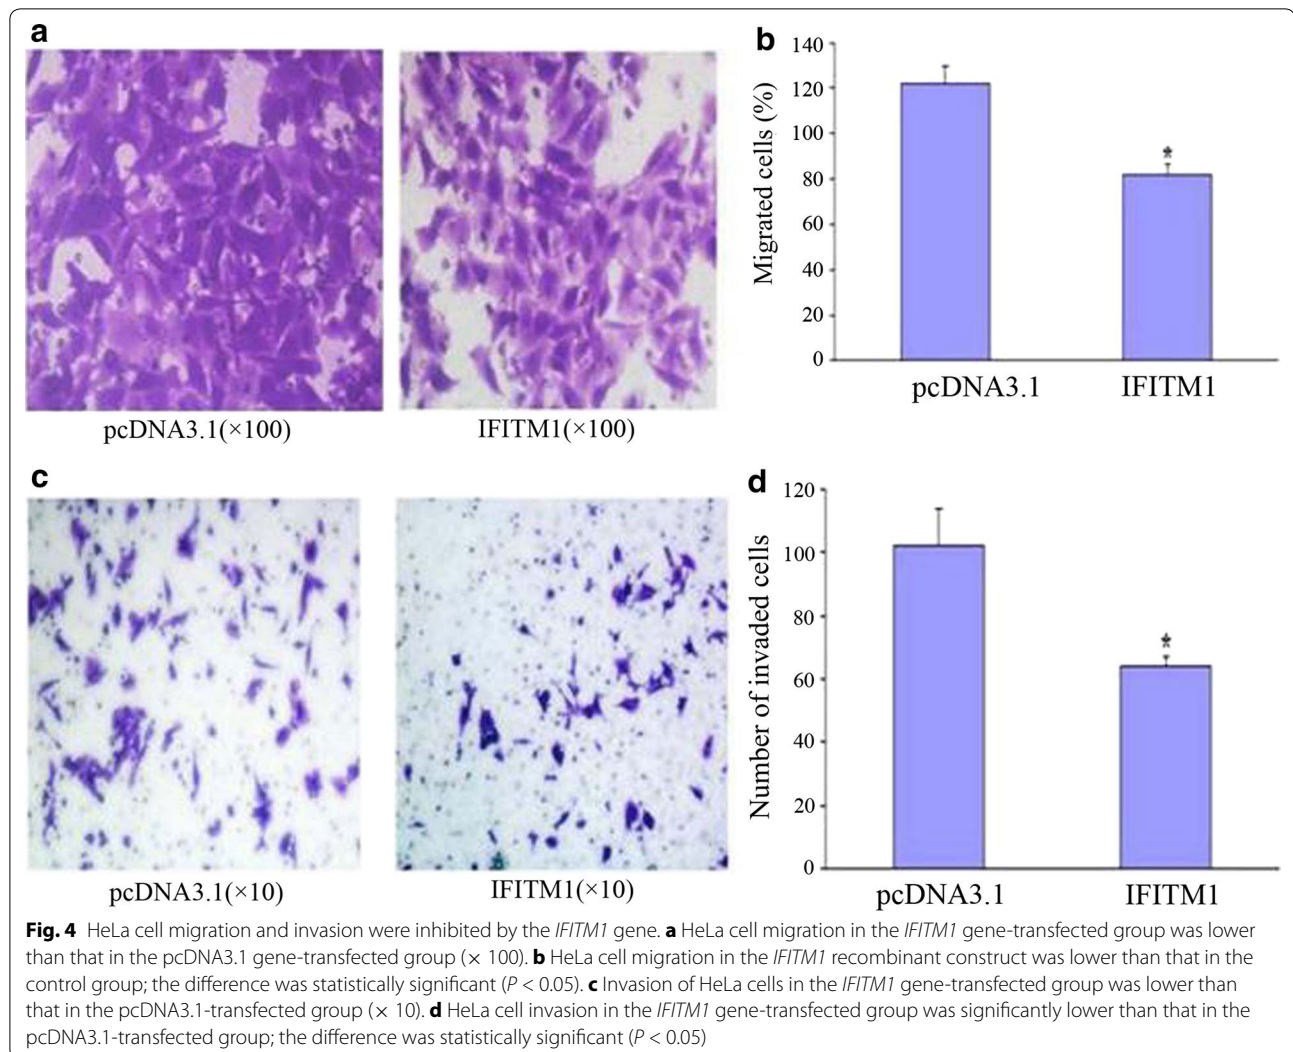 a
pcDNA3.1(×100)
IFITM1(×100)
b
140
120
100
80
60
40
20
0
Migrated cells (%)
*
pcDNA3.1
IFITM1
c
pcDNA3.1(×10)
IFITM1(×10)
d
120
100
80
60
40
20
0
Number of invaded cells
*
pcDNA3.1
IFITM1
Fig. 4 HeLa cell migration and invasion were inhibited by the IFITM1 gene. a HeLa cell migration in the IFITM1 gene-transfected group was lower
than that in the pcDNA3.1 gene-transfected group (× 100). b HeLa cell migration in the IFITM1 recombinant construct was lower than that in the
control group; the difference was statistically significant (P < 0.05). c Invasion of HeLa cells in the IFITM1 gene-transfected group was lower than
that in the pcDNA3.1-transfected group (× 10). d HeLa cell invasion in the IFITM1 gene-transfected group was significantly lower than that in the
pcDNA3.1-transfected group; the difference was statistically significant (P < 0.05)